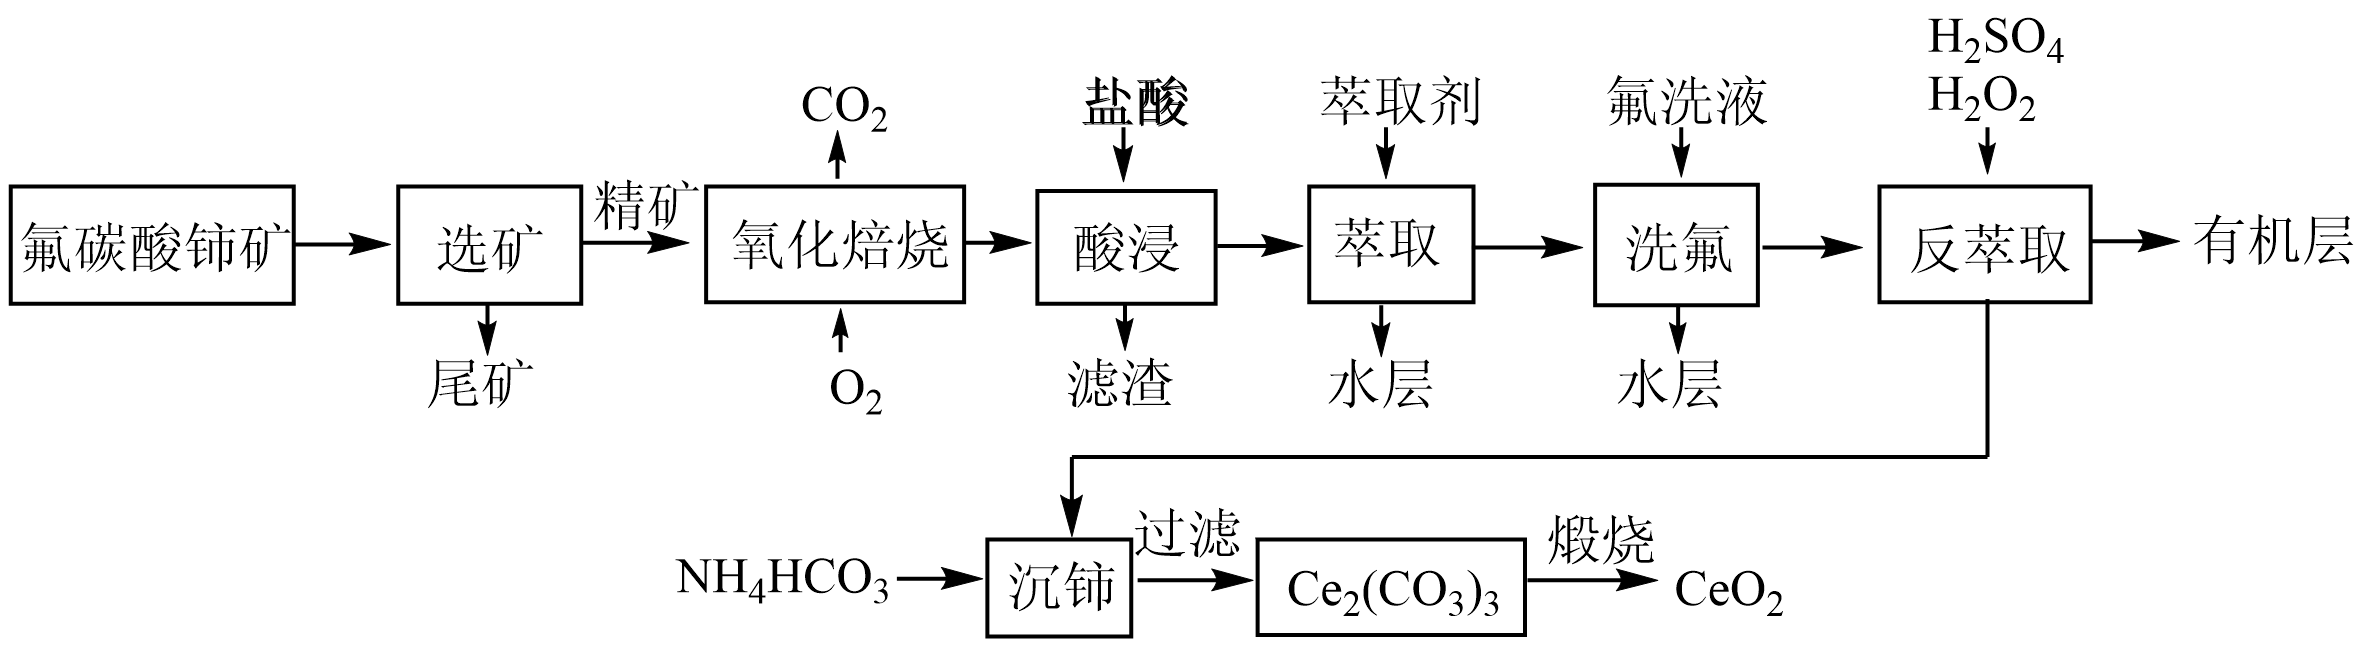 H2SO4
H2O2
CO2
盐酸
萃取剂
氟洗液
氟碳酸铈矿
选矿
精矿
氧化焙烧
酸浸
萃取
洗氟
反萃取
有机层
尾矿
O2
滤渣
水层
水层
NH4HCO3
沉铈
过滤
Ce2(CO3)3
煅烧
CeO2